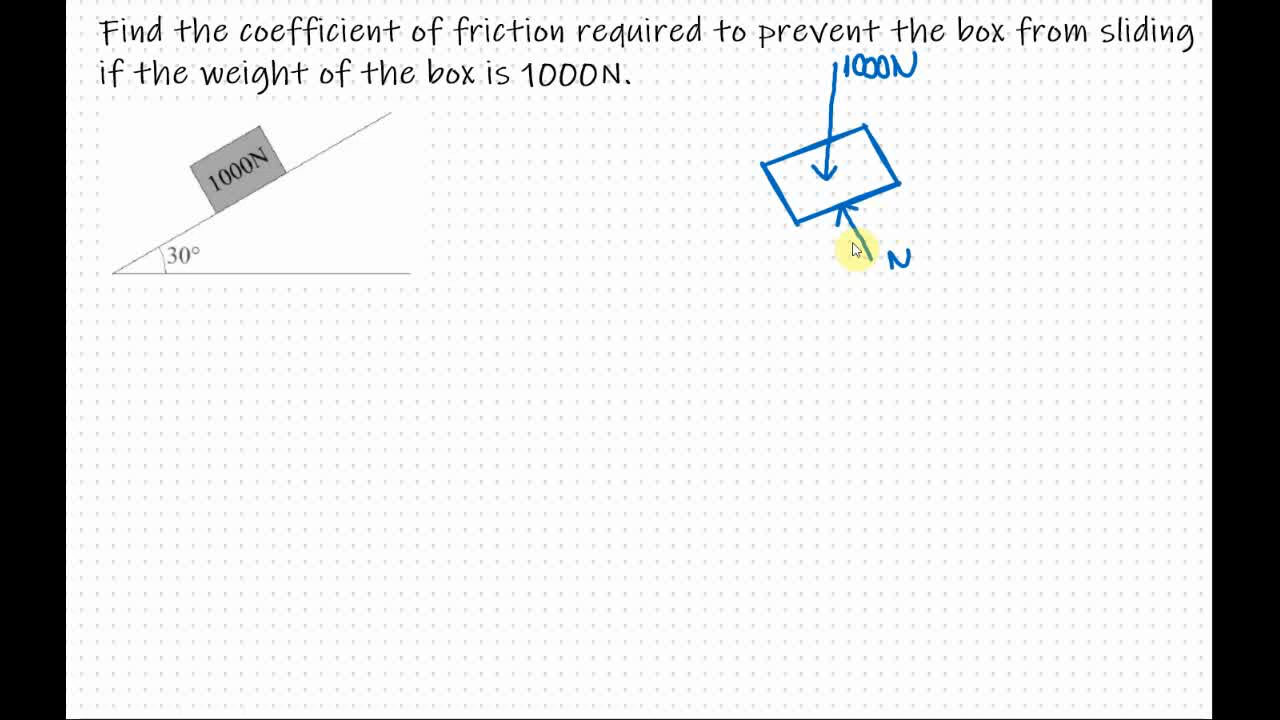 Find the coefficient of friction required to prevent the box from sliding
if the weight of the box is 1000N.
1000N
1000N
30°
N